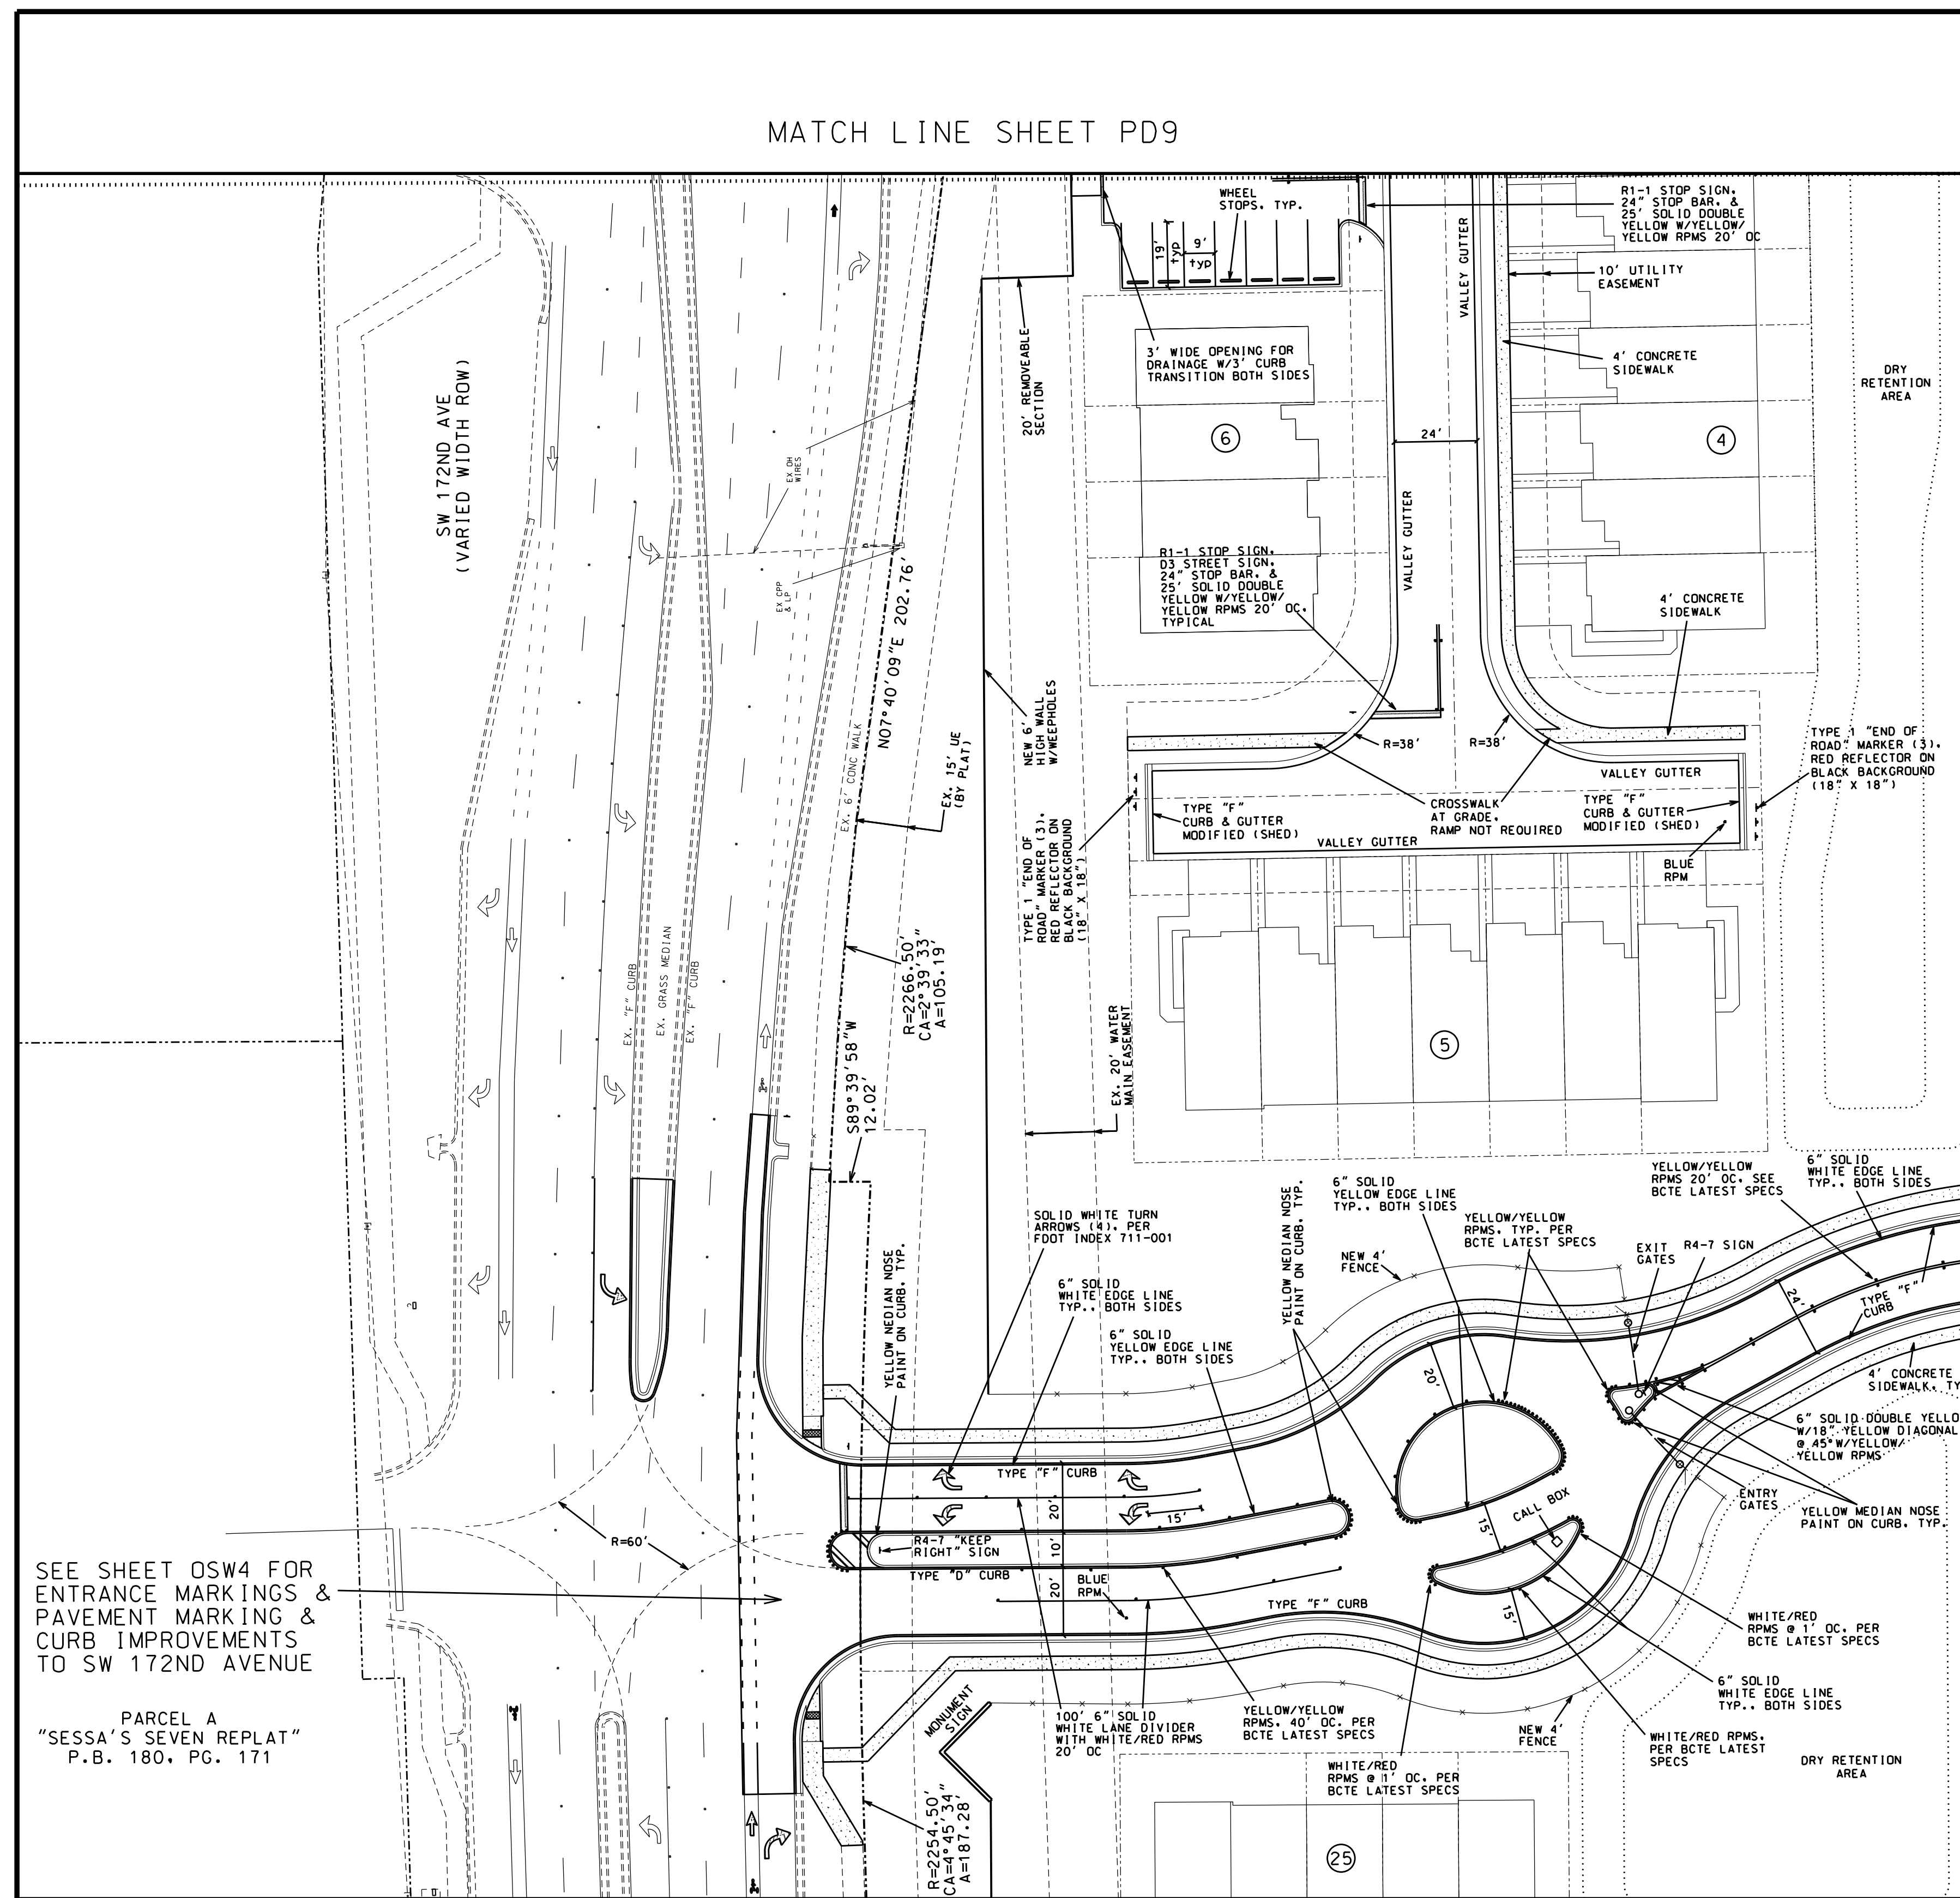 MATCH LINE SHEET PD9
WHEEL
STOPS, TYP.
19'
typ
9'
typ
R1-1 STOP SIGN,
24" STOP BAR, &
25' SOLID DOUBLE
YELLOW W/YELLOW/
YELLOW RPMS 20' OC
VALLEY GUTTER
10' UTILITY
EASEMENT
SW 172ND AVE
(VARIED WIDTH ROW)
20' REMOVEABLE
SECTION
3' WIDE OPENING FOR
DRAINAGE W/3' CURB
TRANSITION BOTH SIDES
4' CONCRETE
SIDEWALK
DRY
RETENTION
AREA
6
24'
4
EX OH
WIRES
EX CPP
& LP
VALLEY GUTTER
R1-1 STOP SIGN,
D3 STREET SIGN,
24" STOP BAR, &
25' SOLID DOUBLE
YELLOW W/YELLOW/
YELLOW RPMS 20' OC,
TYPICAL
4' CONCRETE
SIDEWALK
N07°40'09"E 202.76'
NEW 6'
HIGH WALL
W/WEEPHOLES
EX. 6' CONC WALK
EX. 15' UE
(BY PLAT)
R=38'
R=38'
TYPE 1 "END OF
ROAD" MARKER (3),
RED REFLECTOR ON
BLACK BACKGROUND
(18" X 18")
VALLEY GUTTER
TYPE "F"
CURB & GUTTER
MODIFIED (SHED)
CROSSWALK
AT GRADE,
RAMP NOT REQUIRED
TYPE "F"
CURB & GUTTER
MODIFIED (SHED)
VALLEY GUTTER
BLUE
RPM
TYPE 1 "END OF
ROAD" MARKER (3),
RED REFLECTOR ON
BLACK BACKGROUND
(18" X 18")
EX. "F" CURB
EX. GRASS MEDIAN
EX. "F" CURB
R=2266.50'
CA=2°39'33"
A=105.19'
S89°39'58"W
12.02'
EX. 20' WATER
MAIN EASEMENT
5
SOLID WHITE TURN
ARROWS (4), PER
FDOT INDEX 711-001
YELLOW NEDIAN NOSE
PAINT ON CURB, TYP.
6" SOLID
WHITE EDGE LINE
TYP., BOTH SIDES
6" SOLID
YELLOW EDGE LINE
TYP., BOTH SIDES
YELLOW NEDIAN NOSE
PAINT ON CURB, TYP.
6" SOLID
YELLOW EDGE LINE
TYP., BOTH SIDES
YELLOW/YELLOW
RPMS, TYP. PER
BCTE LATEST SPECS
NEW 4'
FENCE
YELLOW/YELLOW
RPMS 20' OC, SEE
BCTE LATEST SPECS
6" SOLID
WHITE EDGE LINE
TYP., BOTH SIDES
EXIT
GATES
R4-7 SIGN
24'
TYPE "F"
CURB
20'
4' CONCRETE
SIDEWALK, TY
6" SOLID DOUBLE YELLO
W/18" YELLOW DIAGONAL
@ 45° W/YELLOW/
YELLOW RPMS
ENTRY
GATES
YELLOW MEDIAN NOSE
PAINT ON CURB, TYP.
CALL BOX
15'
15'
TYPE "F" CURB
20'
10'
20'
15'
R4-7 "KEEP
RIGHT" SIGN
TYPE "D" CURB
BLUE
RPM
TYPE "F" CURB
R=60'
SEE SHEET OSW4 FOR
ENTRANCE MARKINGS &
PAVEMENT MARKING &
CURB IMPROVEMENTS
TO SW 172ND AVENUE
PARCEL A
"SESSA'S SEVEN REPLAT"
P.B. 180, PG. 171
MONUMENT
SIGN
100' 6" SOLID
WHITE LANE DIVIDER
WITH WHITE/RED RPMS
20' OC
YELLOW/YELLOW
RPMS, 40' OC, PER
BCTE LATEST SPECS
WHITE/RED
RPMS @ 1' OC, PER
BCTE LATEST SPECS
WHITE/RED
RPMS @ 1' OC, PER
BCTE LATEST SPECS
6" SOLID
WHITE EDGE LINE
TYP., BOTH SIDES
NEW 4'
FENCE
WHITE/RED RPMS,
PER BCTE LATEST
SPECS
DRY RETENTION
AREA
R=2254.50'
CA=4°45'34"
A=187.28'
25